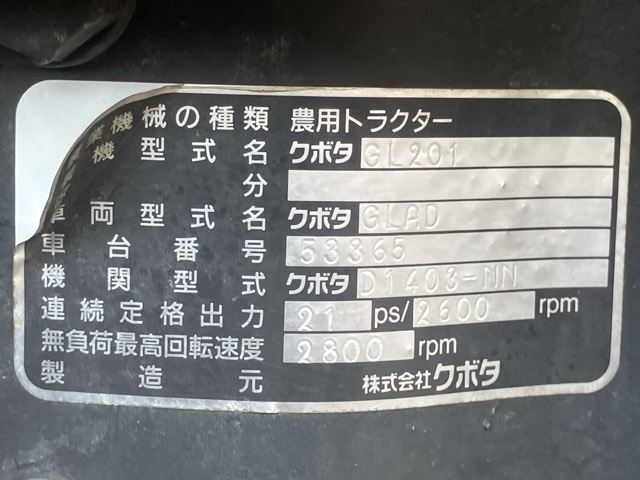 業機械の種類 農用トラクター
機型式名 クボタ GL201
分
車両型式名 クボタ GLAD
車台番号 53365
機関型式 クボタ D1403-NN
連続定格出力 21 ps/2600 rpm
無負荷最高回転速度 2800 rpm
製造元 株式会社クボタ